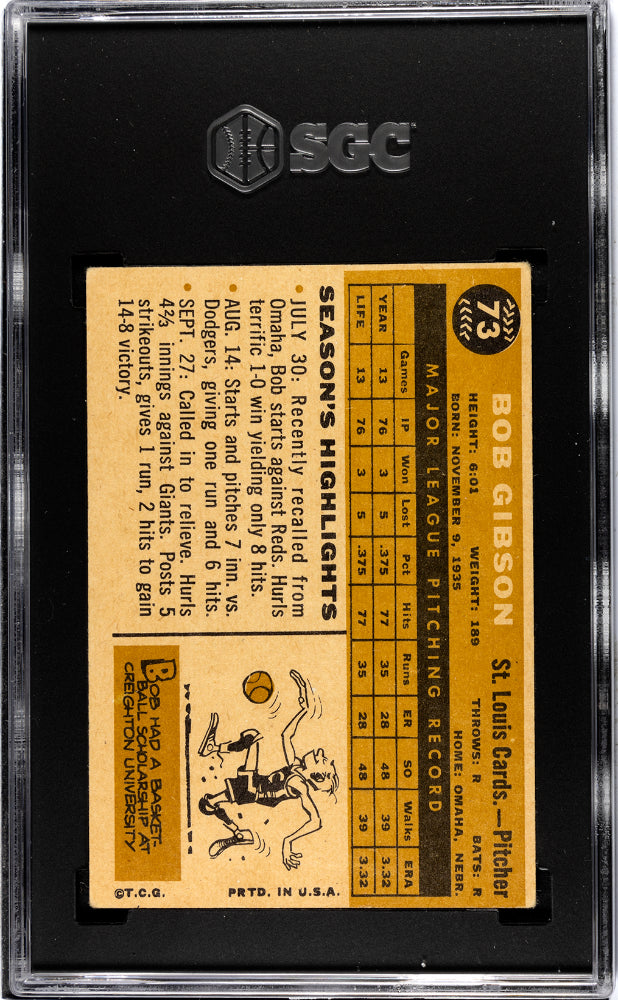 SGC
73
BOB GIBSON
St. Louis Cards.—Pitcher
HEIGHT: 6:01 WEIGHT: 189 THROWS: R BATS: R
BORN: NOVEMBER 9, 1935 HOME: OMAHA, NEBR.
MAJOR LEAGUE PITCHING RECORD
Games IP Won Lost Pct Hits Runs ER SO Walks ERA
YEAR 13 76 3 5 .375 77 35 28 48 39 3.32
LIFE 13 76 3 5 .375 77 35 28 48 39 3.32
SEASON'S HIGHLIGHTS
• JULY 30: Recently recalled from
Omaha, Bob starts against Reds. Hurls
terrific 1-0 win yielding only 8 hits.
• AUG. 14: Starts and pitches 7 inn. vs.
Dodgers, giving one run and 6 hits.
• SEPT. 27: Called in to relieve. Hurls
4⅔ innings against Giants. Posts 5
strikeouts, gives 1 run, 2 hits to gain
14-8 victory.
BOB HAD A BASKET-
BALL SCHOLARSHIP AT
CREIGHTON UNIVERSITY
©T.C.G. PRTD. IN U.S.A.